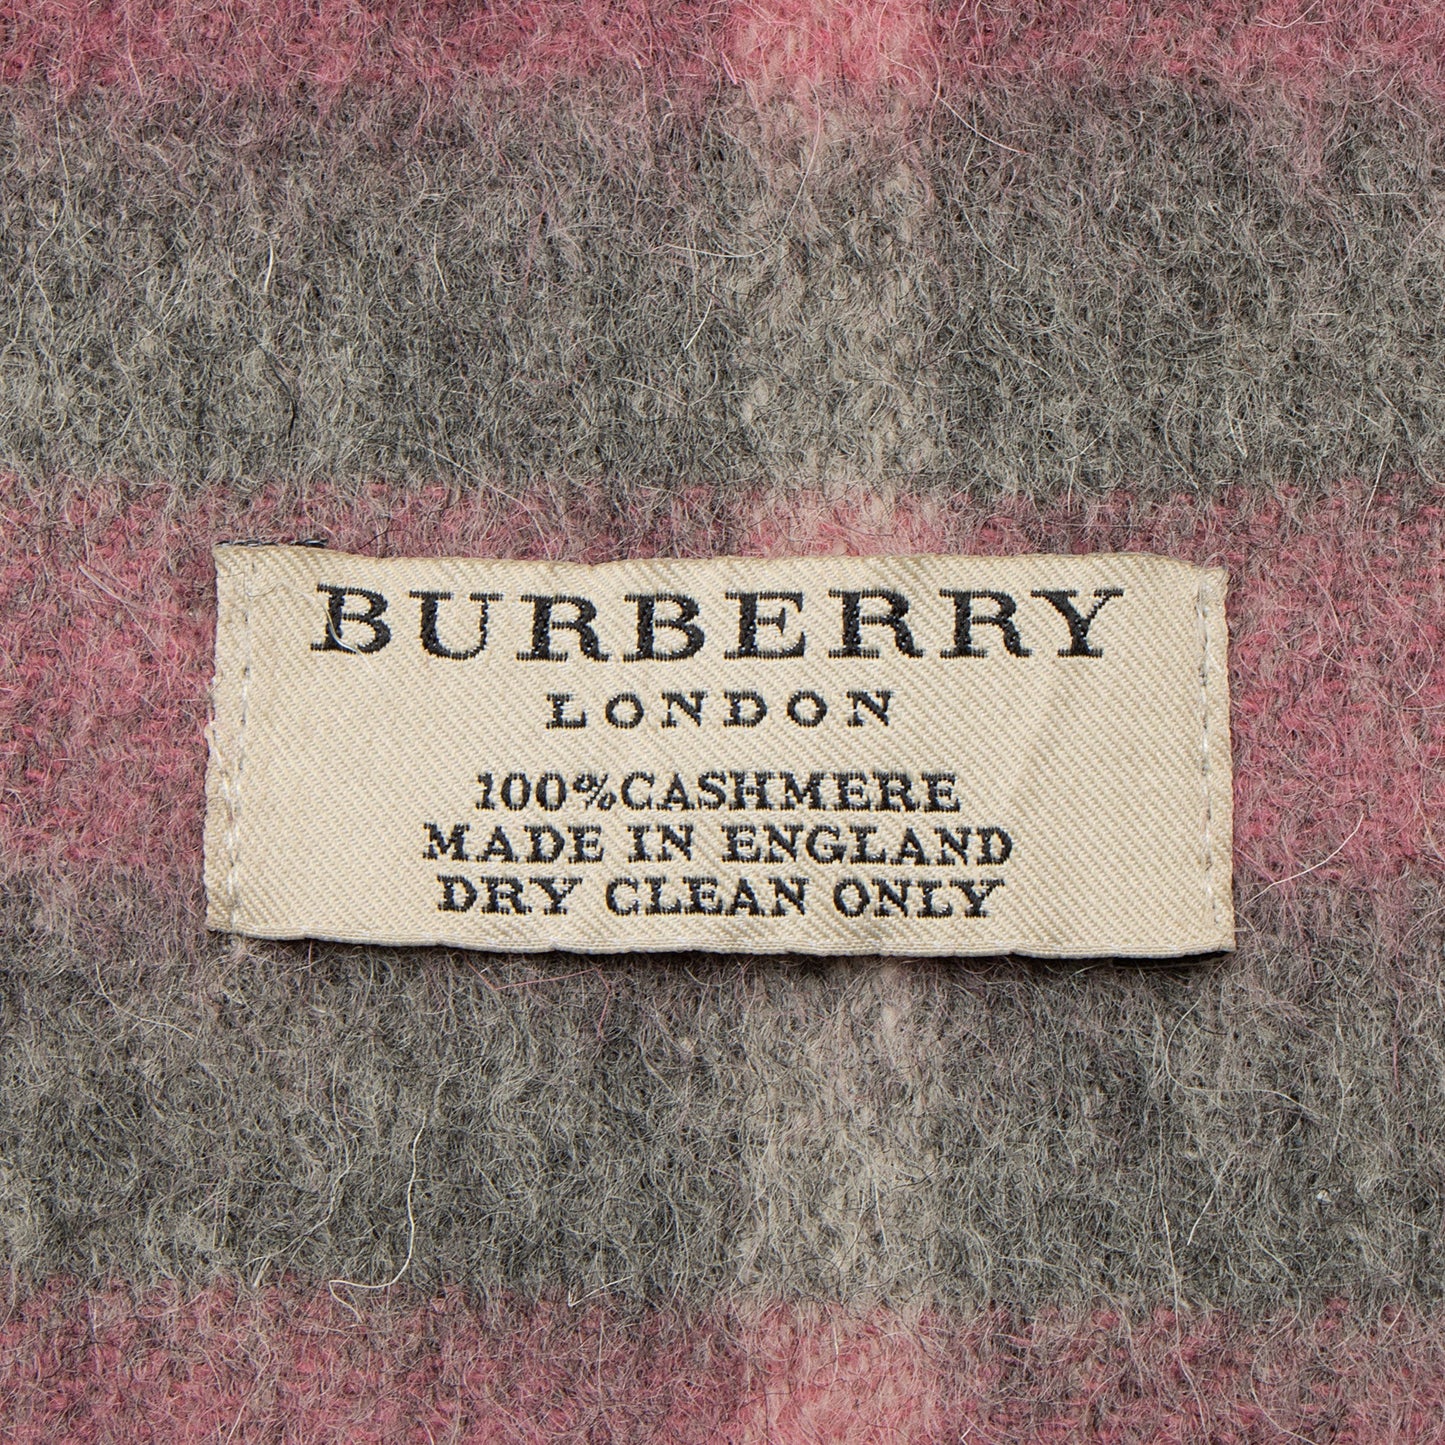 BURBERRY
LONDON
100%CASHMERE
MADE IN ENGLAND
DRY CLEAN ONLY